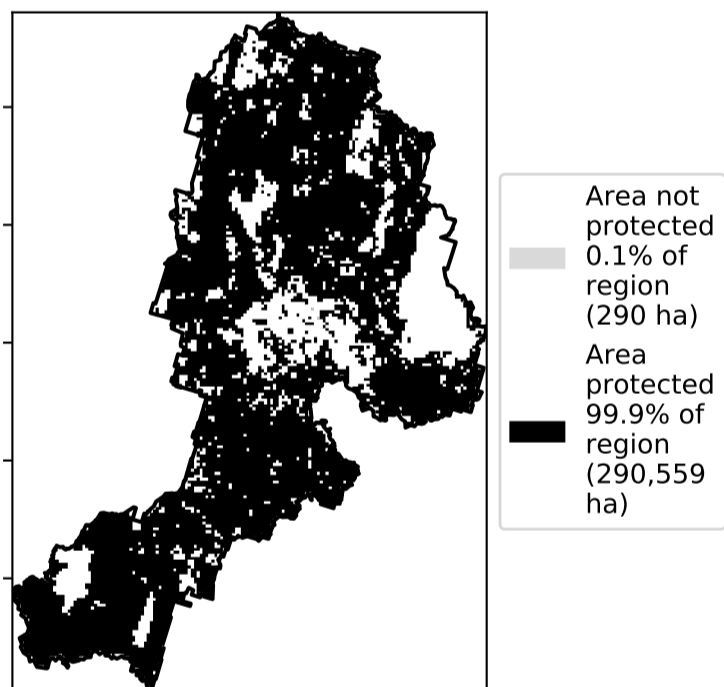 Area not
protected
0.1% of
region
(290 ha)
Area
protected
99.9% of
region
(290,559
ha)